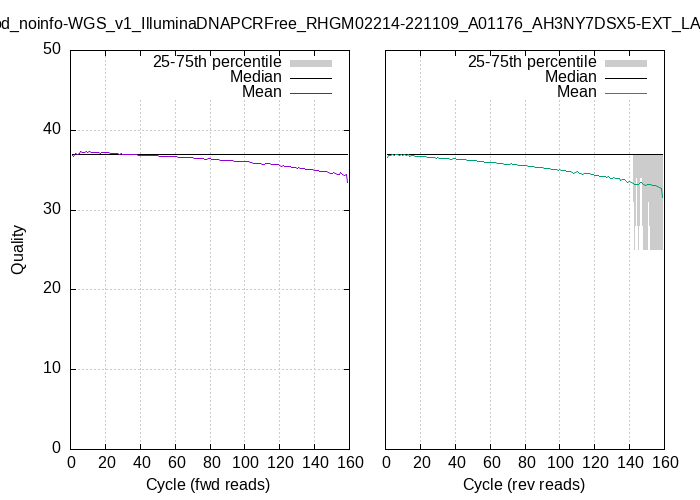 od_noinfo-WGS_v1_IlluminaDNAPCRFree_RHGM02214-221109_A01176_AH3NY7DSX5-EXT_LA
50
40
30
20
10
0
Quality
25-75th percentile
Median
Mean
0 20 40 60 80 100 120 140 160
Cycle (fwd reads)
25-75th percentile
Median
Mean
0 20 40 60 80 100 120 140 160
Cycle (rev reads)